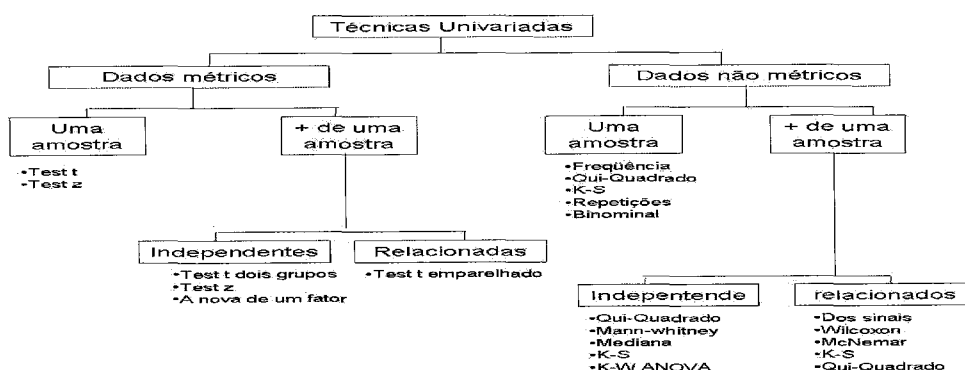 Técnicas Univariadas
Dados métricos
Dados não métricos
Uma
amostra
+ de uma
amostra
Uma
amostra
+ de uma
amostra
•Test t
•Test z
•Freqüência
•Qui-Quadrado
•K-S
•Repetições
•Binominal
Independentes
Relacionadas
•Test t dois grupos
•Test z
•A nova de um fator
•Test t emparelhado
Indepentende
relacionados
•Qui-Quadrado
•Mann-whitney
•Mediana
•K-S
•K-W ANOVA
•Dos sinais
•Wilcoxon
•McNemar
•K-S
•Qui-Quadrado